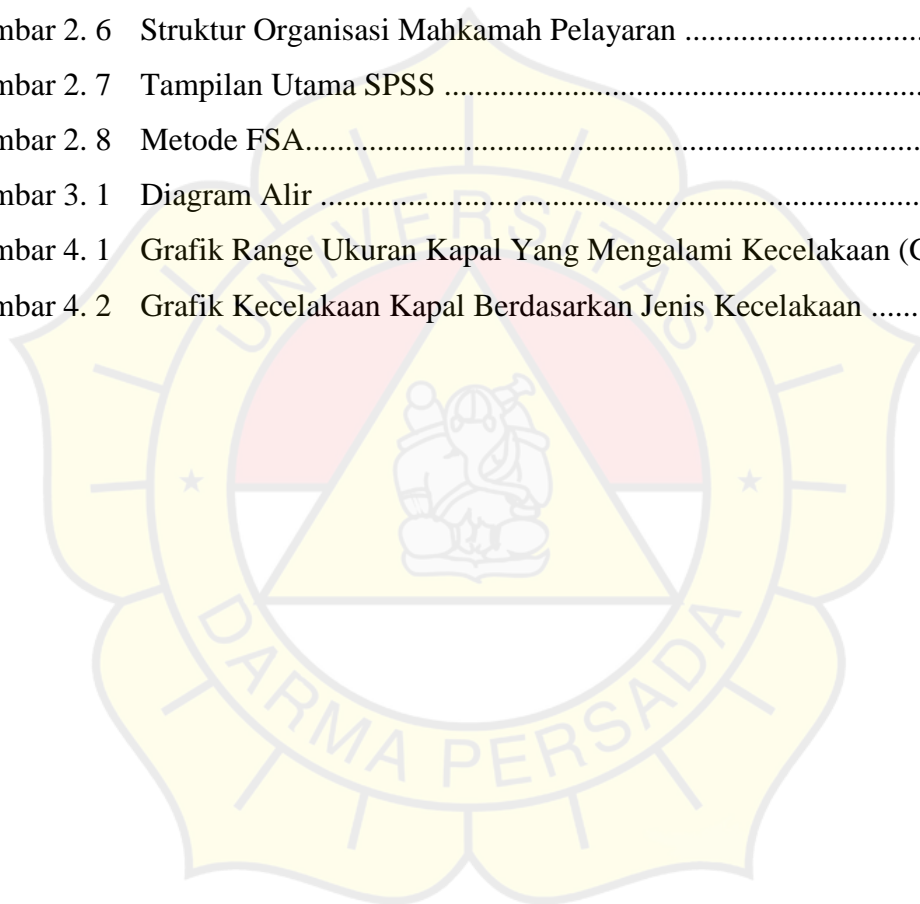 mbar 2. 6 Struktur Organisasi Mahkamah Pelayaran ............................
mbar 2. 7 Tampilan Utama SPSS ........................................................................
mbar 2. 8 Metode FSA.............................................................................................
mbar 3. 1 Diagram Alir ...........................................................................................
mbar 4. 1 Grafik Range Ukuran Kapal Yang Mengalami Kecelakaan (
mbar 4. 2 Grafik Kecelakaan Kapal Berdasarkan Jenis Kecelakaan .......
UNIVERSITAS
DARMA PERSADA